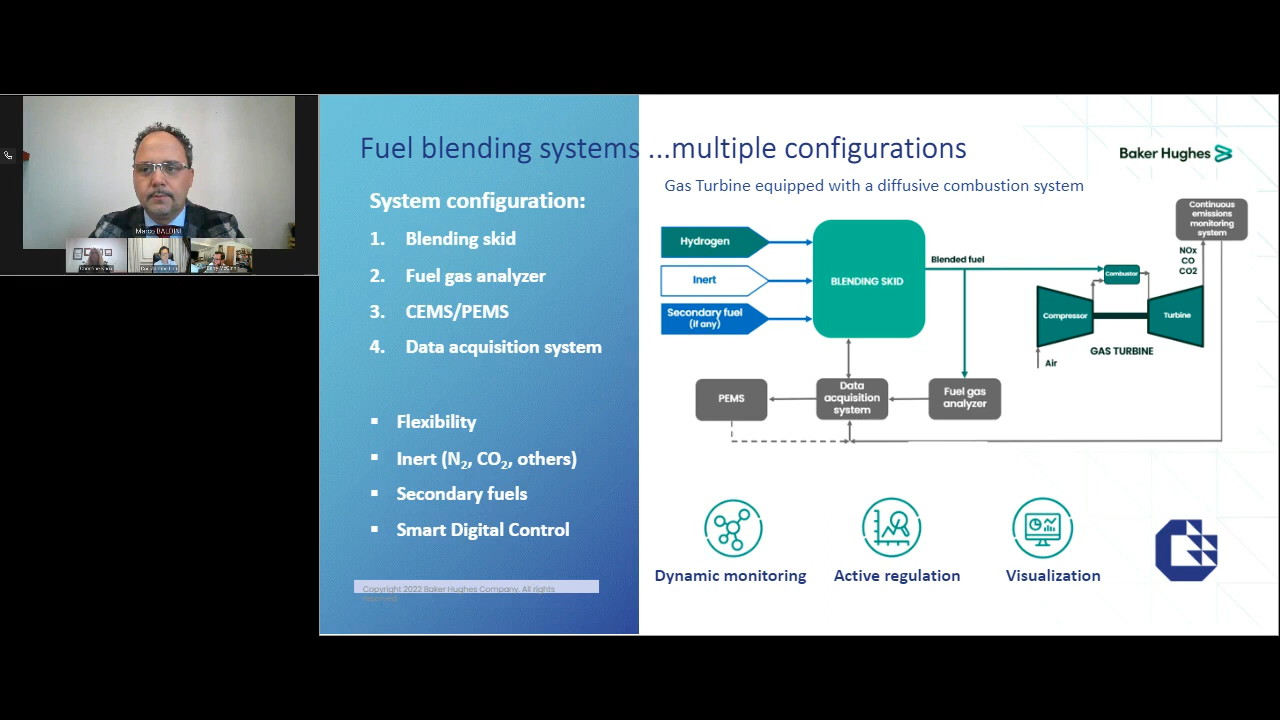 Fuel blending systems ...multiple configurations
Baker Hughes
Gas Turbine equipped with a diffusive combustion system
System configuration:
1. Blending skid
2. Fuel gas analyzer
3. CEMS/PEMS
4. Data acquisition system
Flexibility
Inert (N2, CO2, others)
Secondary fuels
Smart Digital Control
Copyright 2022 Baker Hughes Company. All rights
reserved.
Hydrogen
Inert
Secondary fuel
(if any)
BLENDING SKID
Blended fuel
Combustor
Compressor
Turbine
GAS TURBINE
Air
Continuous
emissions
monitoring
system
NOx
CO
CO2
PEMS
Data
acquisition
system
Fuel gas
analyzer
Dynamic monitoring
Active regulation
Visualization
Marco BALDINI